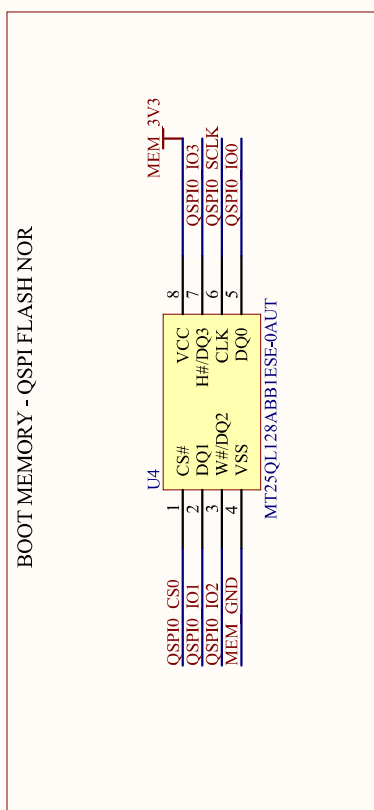 BOOT MEMORY - QSPI FLASH NOR
U4
QSPI0_CS0 1 CS# VCC 8 MEM_3V3
QSPI0_IO1 2 DQ1 H#/DQ3 7 QSPI0_IO3
QSPI0_IO2 3 W#/DQ2 CLK 6 QSPI0_SCLK
MEM_GND 4 VSS DQ0 5 QSPI0_IO0
MT25QL128ABB1ESE-0AUT